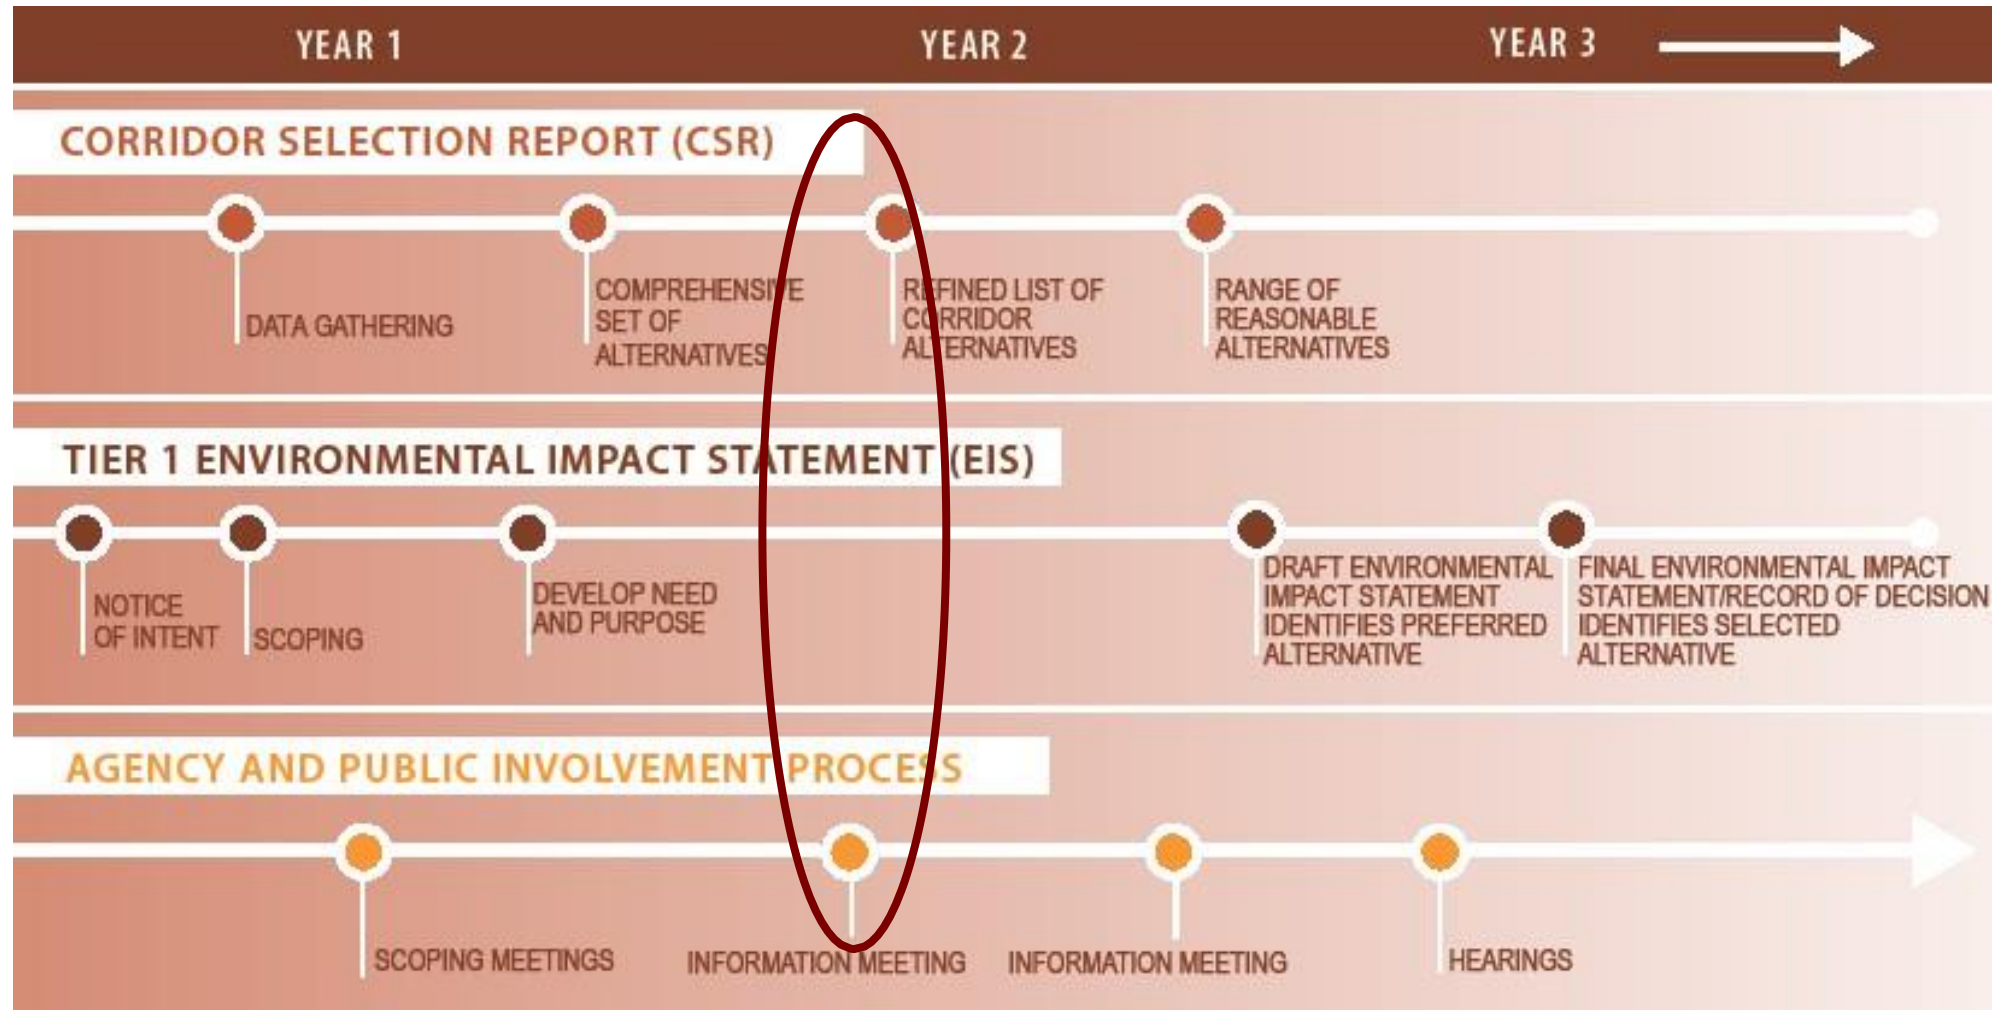 YEAR 1
YEAR 2
YEAR 3
CORRIDOR SELECTION REPORT (CSR)
DATA GATHERING
COMPREHENSIVE
SET OF
ALTERNATIVES
REFINED LIST OF
CORRIDOR
ALTERNATIVES
RANGE OF
REASONABLE
ALTERNATIVES
TIER 1 ENVIRONMENTAL IMPACT STATEMENT (EIS)
NOTICE
OF INTENT
SCOPING
DEVELOP NEED
AND PURPOSE
DRAFT ENVIRONMENTAL
IMPACT STATEMENT
IDENTIFIES PREFERRED
ALTERNATIVE
FINAL ENVIRONMENTAL IMPACT
STATEMENT/RECORD OF DECISION
IDENTIFIES SELECTED
ALTERNATIVE
AGENCY AND PUBLIC INVOLVEMENT PROCESS
SCOPING MEETINGS
INFORMATION MEETING
INFORMATION MEETING
HEARINGS